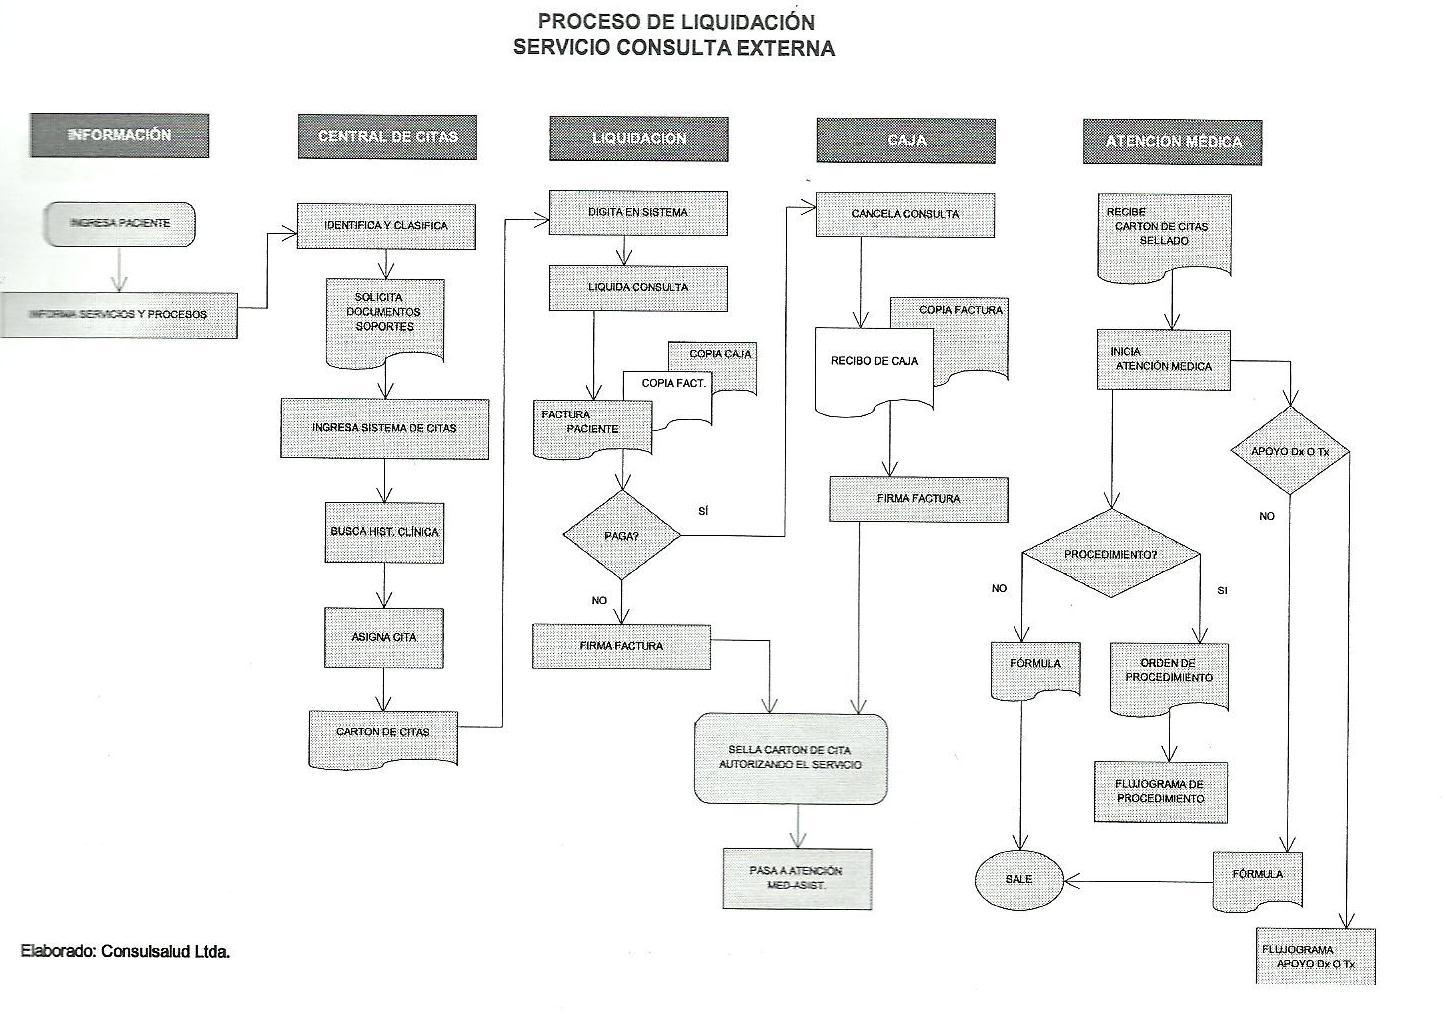 PROCESO DE LIQUIDACIÓN
SERVICIO CONSULTA EXTERNA
INFORMACIÓN
INGRESA PACIENTE
INFORMA SERVICIOS Y PROCESOS
CENTRAL DE CITAS
IDENTIFICA Y CLASIFICA
SOLICITA
DOCUMENTOS
SOPORTES
INGRESA SISTEMA DE CITAS
BUSCA HIST. CLÍNICA
ASIGNA CITA
CARTON DE CITAS
LIQUIDACIÓN
DIGITA EN SISTEMA
LIQUIDA CONSULTA
COPIA CAJA
COPIA FACT.
FACTURA
PACIENTE
PAGA?
SÍ
NO
FIRMA FACTURA
SELLA CARTON DE CITA
AUTORIZANDO EL SERVICIO
PASA A ATENCIÓN
MED-ASIST.
CAJA
CANCELA CONSULTA
COPIA FACTURA
RECIBO DE CAJA
FIRMA FACTURA
ATENCION MÉDICA
RECIBE
CARTON DE CITAS
SELLADO
INICIA
ATENCIÓN MEDICA
APOYO Dx O Tx
NO
PROCEDIMIENTO?
NO
SI
FÓRMULA
ORDEN DE
PROCEDIMIENTO
FLUJOGRAMA DE
PROCEDIMIENTO
SALE
FÓRMULA
FLUJOGRAMA
APOYO Dx O Tx
Elaborado: Consulsalud Ltda.